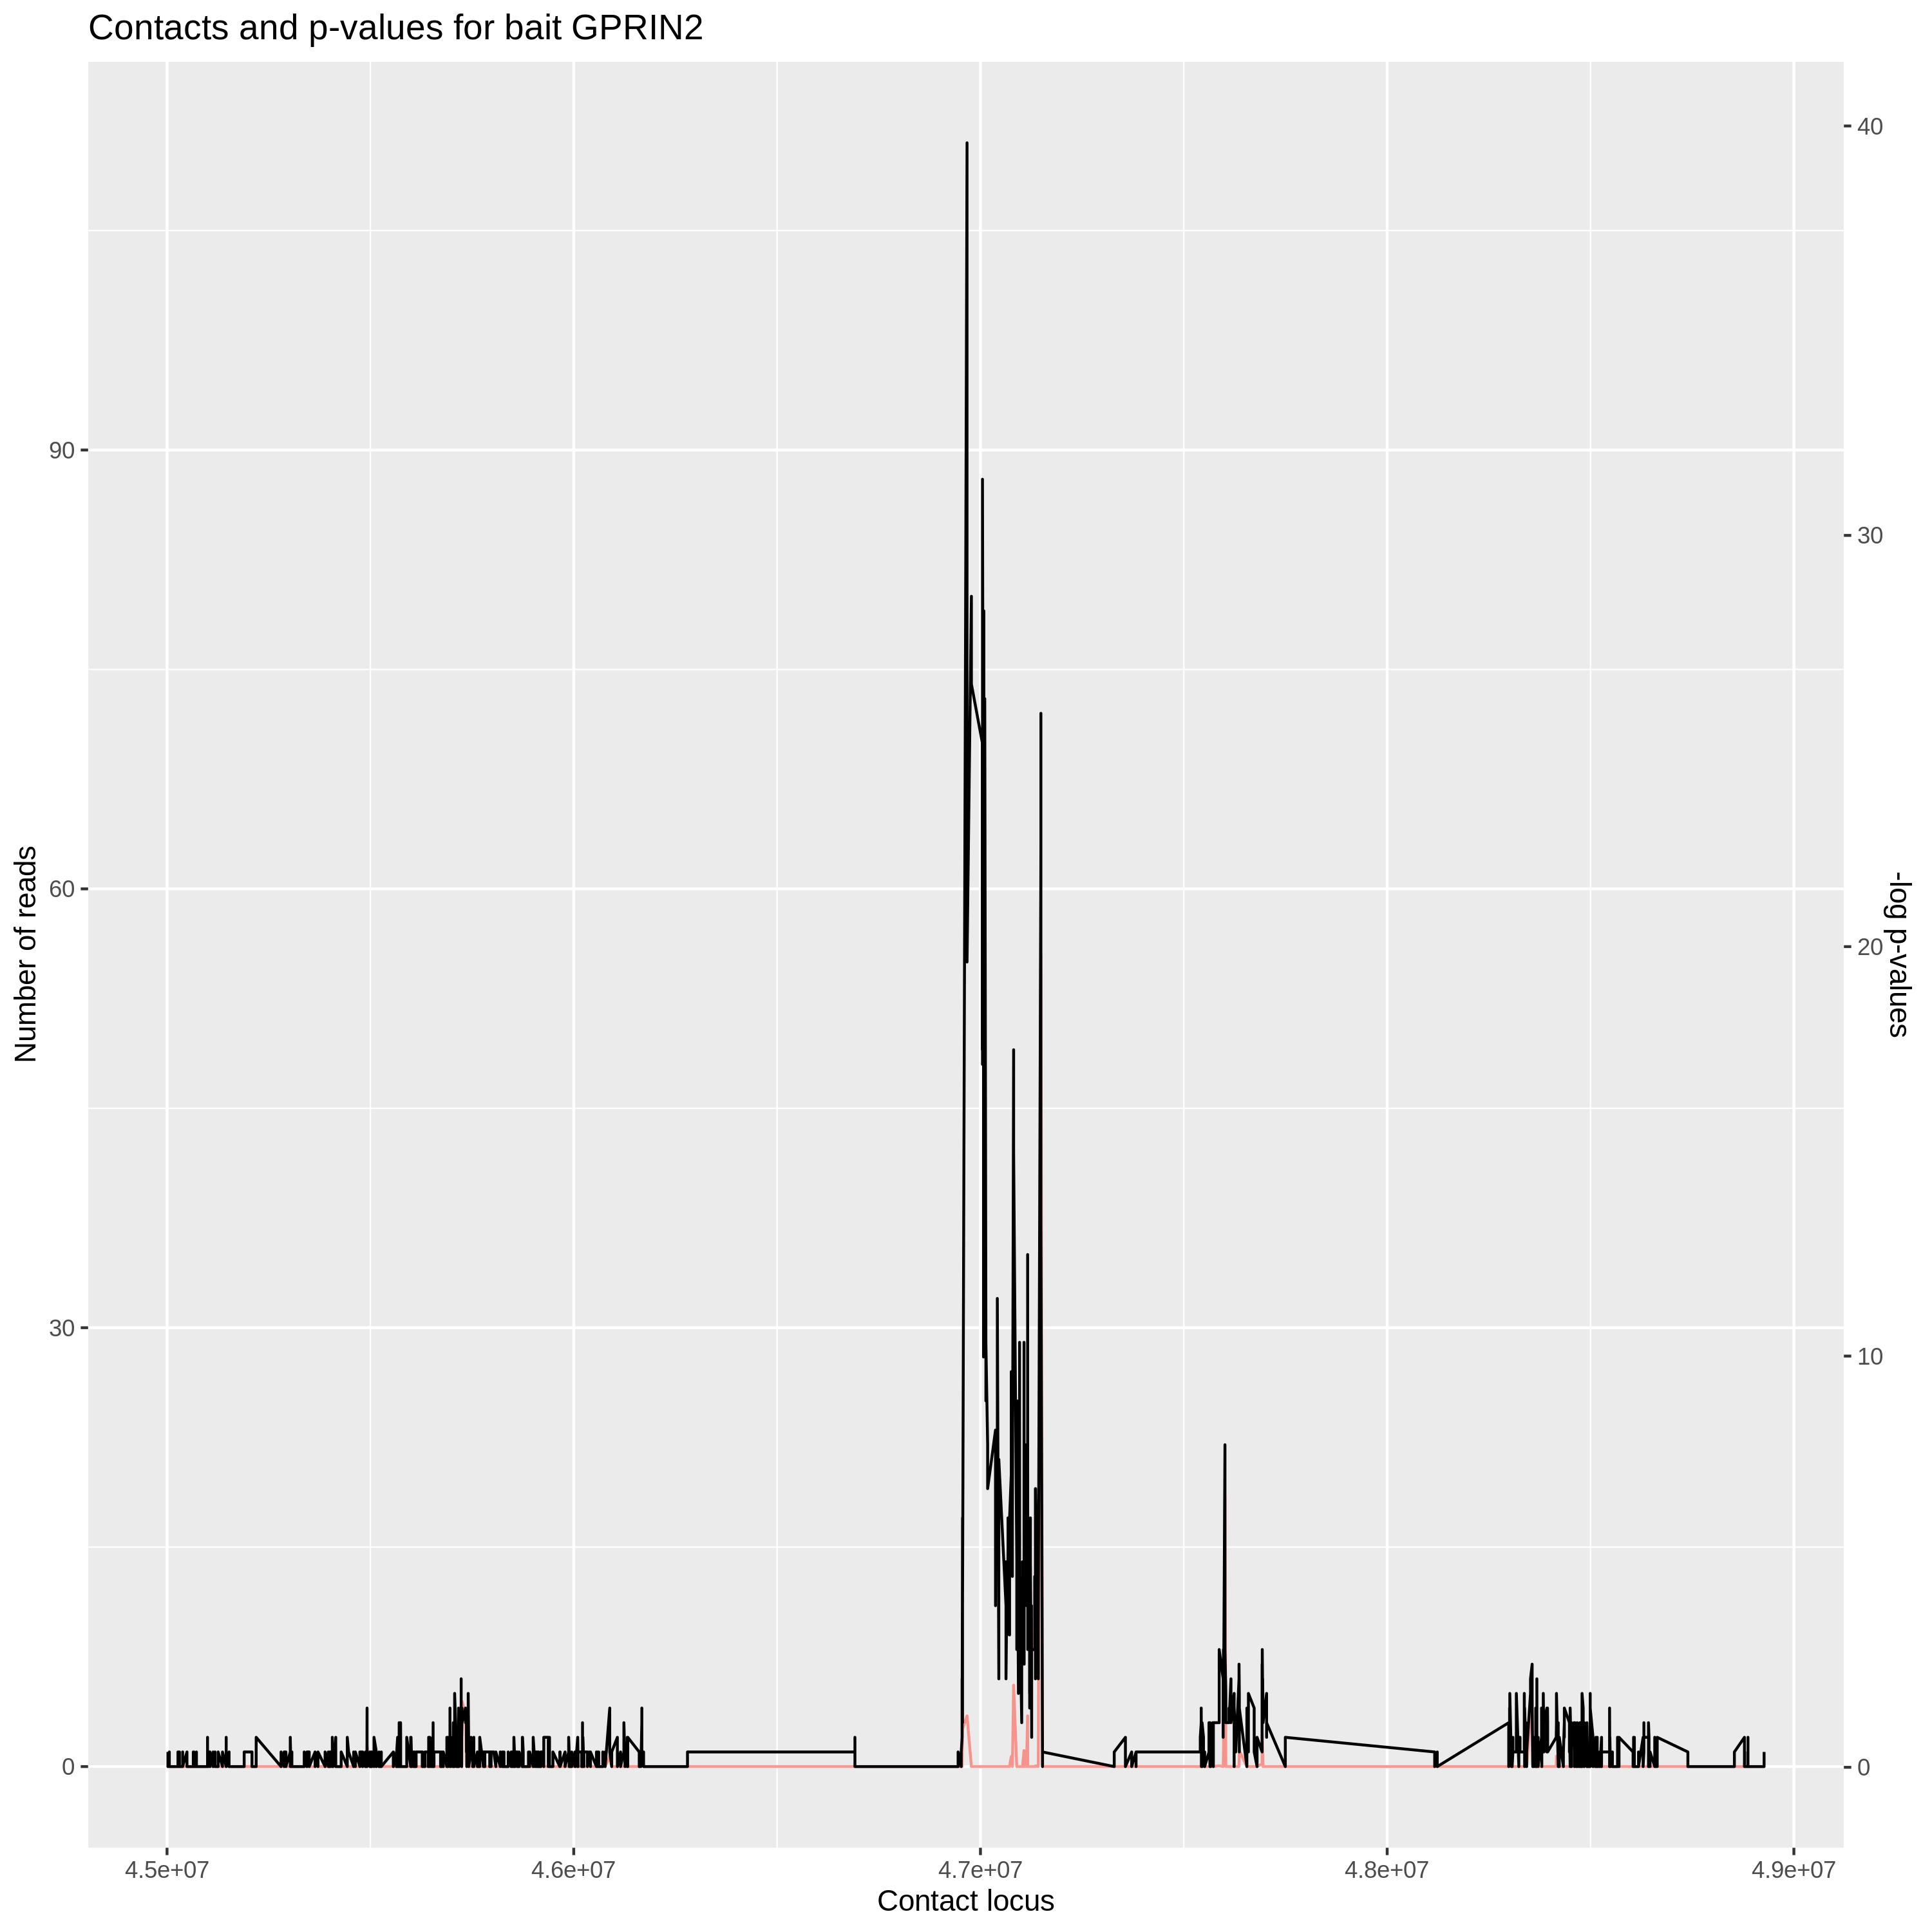 Contacts and p-values for bait GPRIN2
Number of reads
90
60
30
0
40
30
20
10
0
-log p-values
4.5e+07 4.6e+07 4.7e+07 4.8e+07 4.9e+07
Contact locus